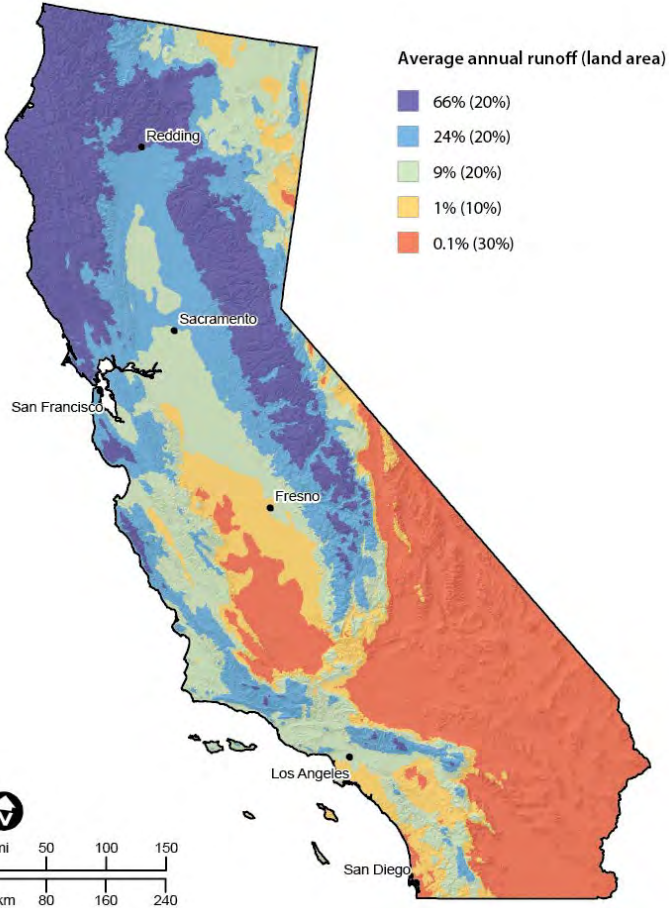 Average annual runoff (land area)
66% (20%)
24% (20%)
9% (20%)
1% (10%)
0.1% (30%)
Redding
Sacramento
San Francisco
Fresno
Los Angeles
San Diego
mi 50 100 150
km 80 160 240